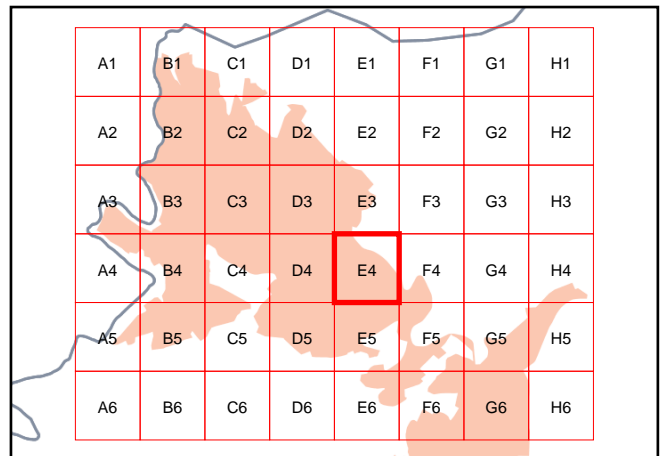 A1 B1 C1 D1 E1 F1 G1 H1
A2 B2 C2 D2 E2 F2 G2 H2
A3 B3 C3 D3 E3 F3 G3 H3
A4 B4 C4 D4 E4 F4 G4 H4
A5 B5 C5 D5 E5 F5 G5 H5
A6 B6 C6 D6 E6 F6 G6 H6